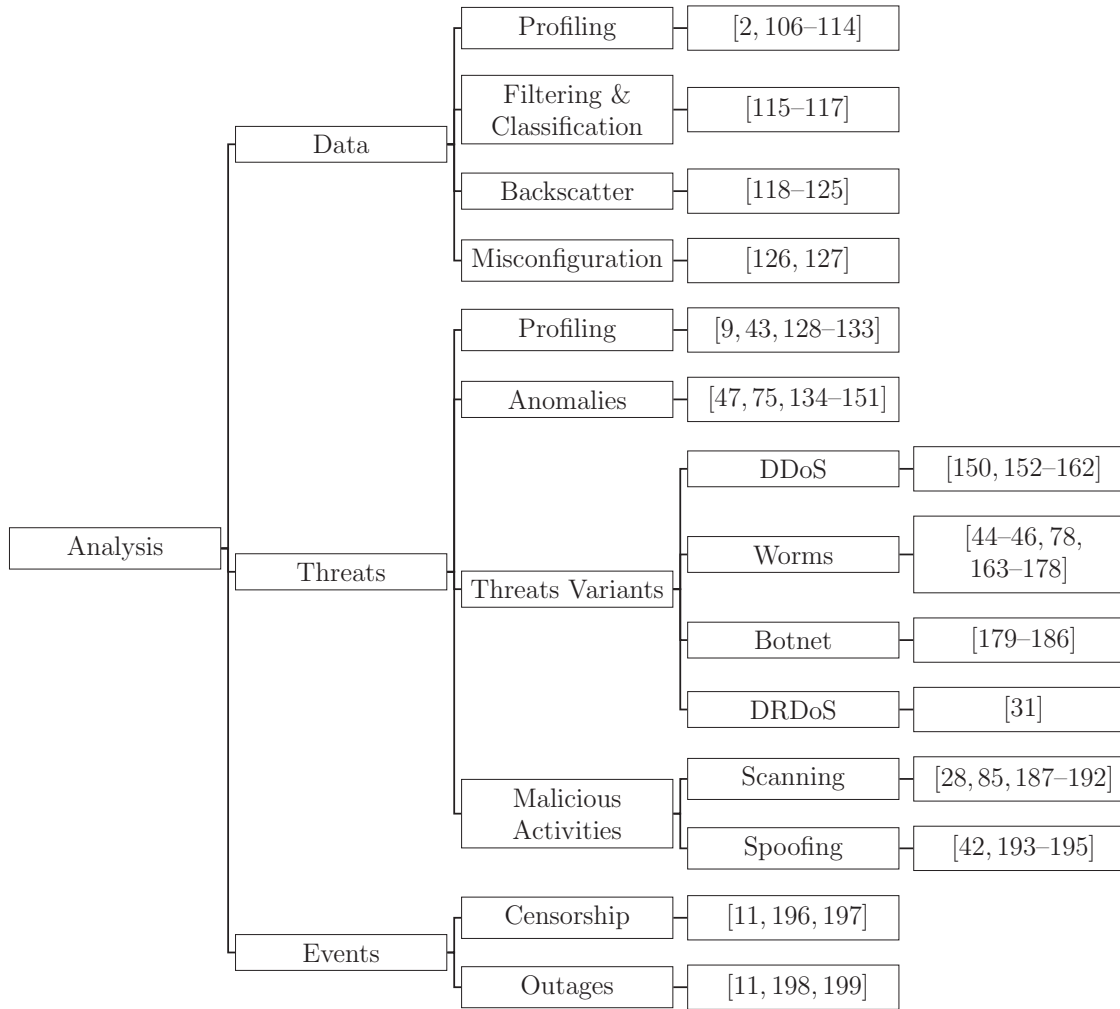 Profiling
[2, 106–114]
Filtering &
Classification
[115–117]
Data
Backscatter
[118–125]
Misconfiguration
[126, 127]
Profiling
[9, 43, 128–133]
Anomalies
[47, 75, 134–151]
DDoS
[150, 152–162]
Analysis
Threats
Threats Variants
Worms
[44–46, 78,
163–178]
Botnet
[179–186]
DRDoS
[31]
Malicious
Activities
Scanning
[28, 85, 187–192]
Spoofing
[42, 193–195]
Events
Censorship
[11, 196, 197]
Outages
[11, 198, 199]